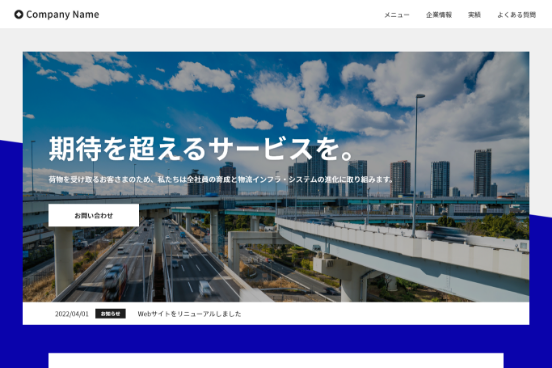 Company Name
メニュー 企業情報 実績 よくある質問
期待を超えるサービスを。
荷物を受け取るお客さまのため、私たちは全社員の育成と物流インフラ・システムの進化に取り組みます。
お問い合わせ
2022/04/01 お知らせ Webサイトをリニューアルしました